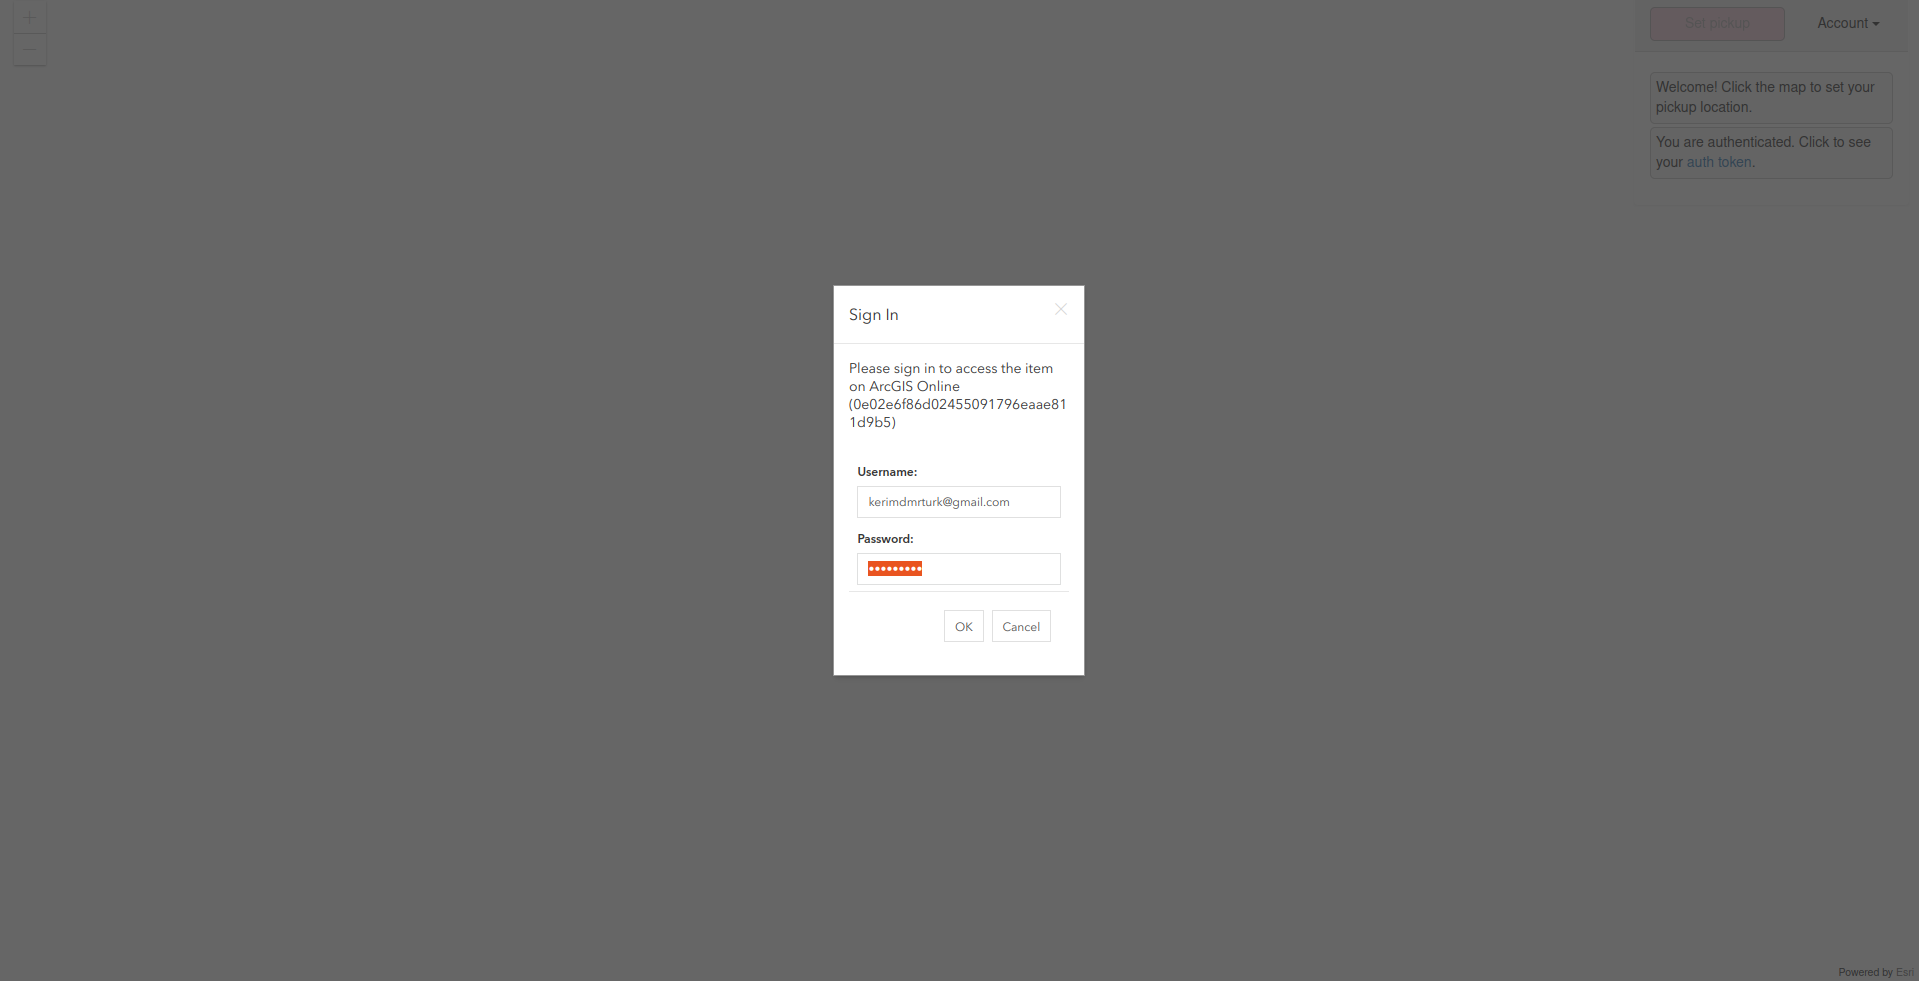 +
−
Set pickup
Account
Welcome! Click the map to set your
pickup location.
You are authenticated. Click to see
your auth token.
Sign In
Please sign in to access the item
on ArcGIS Online
(0e02e6f86d02455091796eaae81
1d9b5)
Username:
kerimdmrturk@gmail.com
Password:
•••••••••
OK Cancel
Powered by Esri